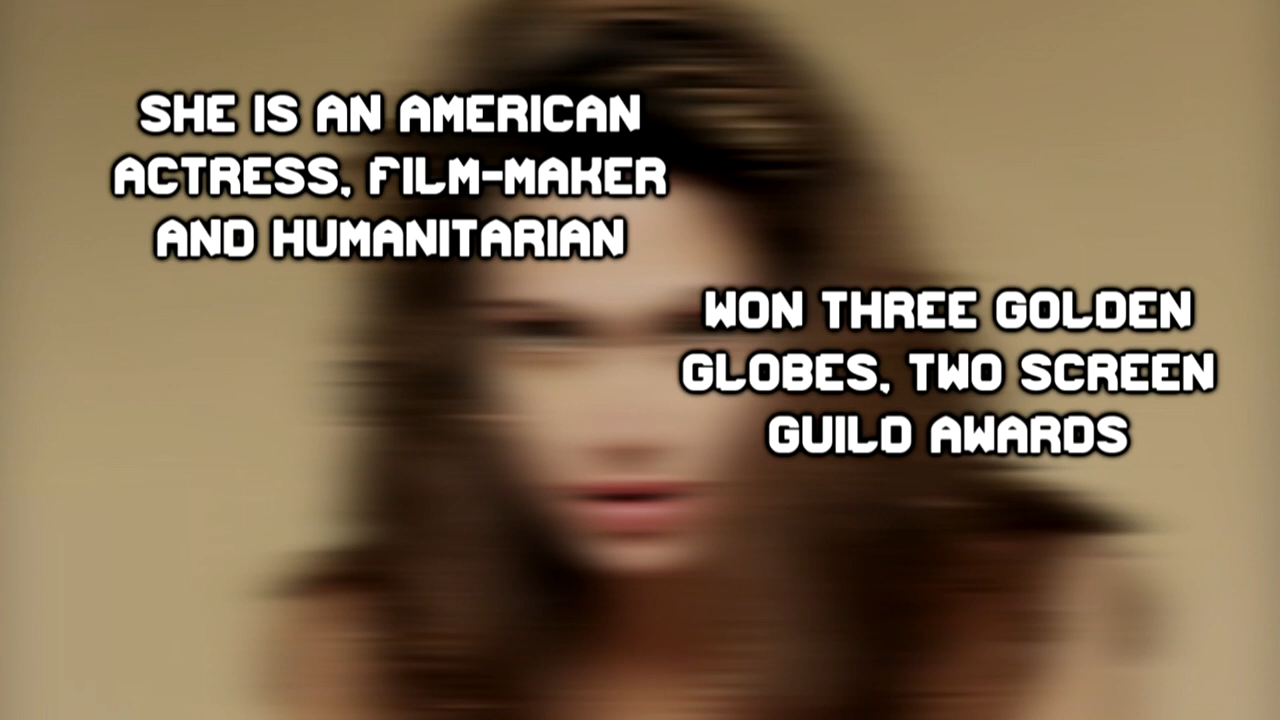 SHE IS AN AMERICAN
ACTRESS, FILM-MAKER
AND HUMANITARIAN
WON THREE GOLDEN
GLOBES, TWO SCREEN
GUILD AWARDS